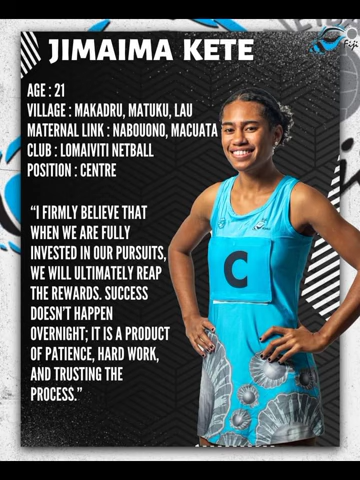 JIMAIMA KETE
Fiji
AGE : 21
VILLAGE : MAKADRU, MATUKU, LAU
MATERNAL LINK : NABOUONO, MACUATA
CLUB : LOMAIVITI NETBALL
POSITION : CENTRE
“I FIRMLY BELIEVE THAT
WHEN WE ARE FULLY
INVESTED IN OUR PURSUITS,
WE WILL ULTIMATELY REAP
THE REWARDS. SUCCESS
DOESN’T HAPPEN
OVERNIGHT; IT IS A PRODUCT
OF PATIENCE, HARD WORK,
AND TRUSTING THE
PROCESS.”
C